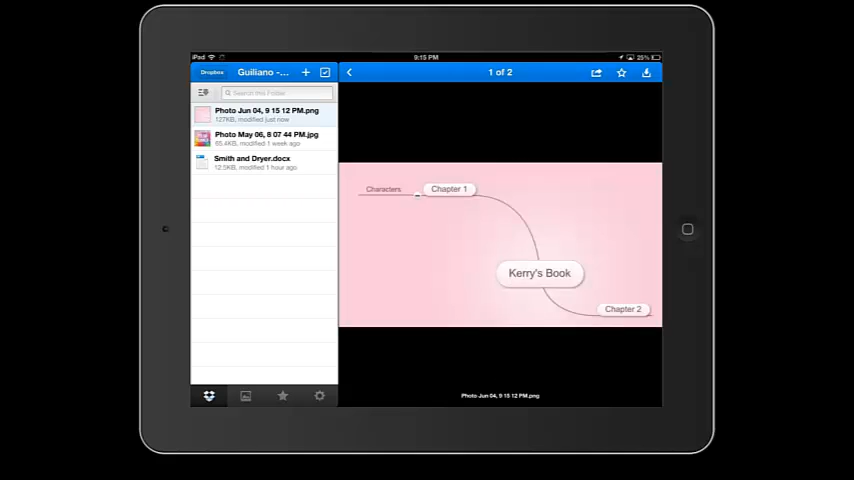 iPad
9:15 PM
25%
Dropbox
Guiliano -...
1 of 2
Search this Folder
Photo Jun 04, 9 15 12 PM.png
127KB, modified just now
Photo May 06, 8 07 44 PM.jpg
65.4KB, modified 1 week ago
Smith and Dryer.docx
12.5KB, modified 1 hour ago
Characters
Chapter 1
Kerry's Book
Chapter 2
Photo Jun 04, 9 15 12 PM.png